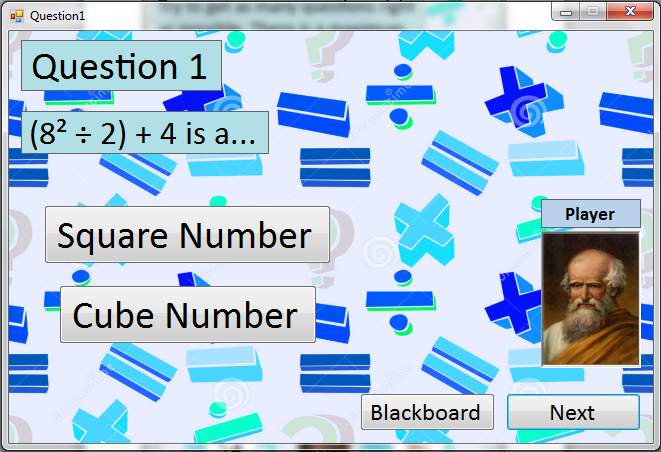 Question1
Question 1
(8² ÷ 2) + 4 is a...
Square Number
Player
Cube Number
Blackboard
Next